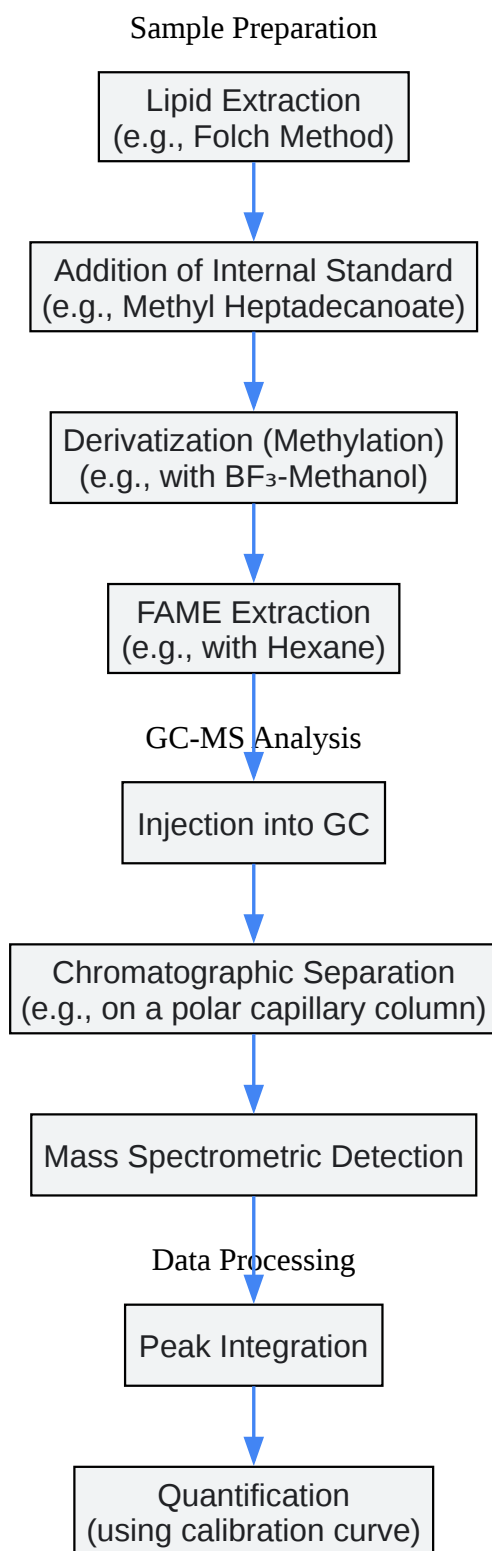 Sample Preparation
Lipid Extraction
(e.g., Folch Method)
Addition of Internal Standard
(e.g., Methyl Heptadecanoate)
Derivatization (Methylation)
(e.g., with BF₃-Methanol)
FAME Extraction
(e.g., with Hexane)
GC-MS Analysis
Injection into GC
Chromatographic Separation
(e.g., on a polar capillary column)
Mass Spectrometric Detection
Data Processing
Peak Integration
Quantification
(using calibration curve)